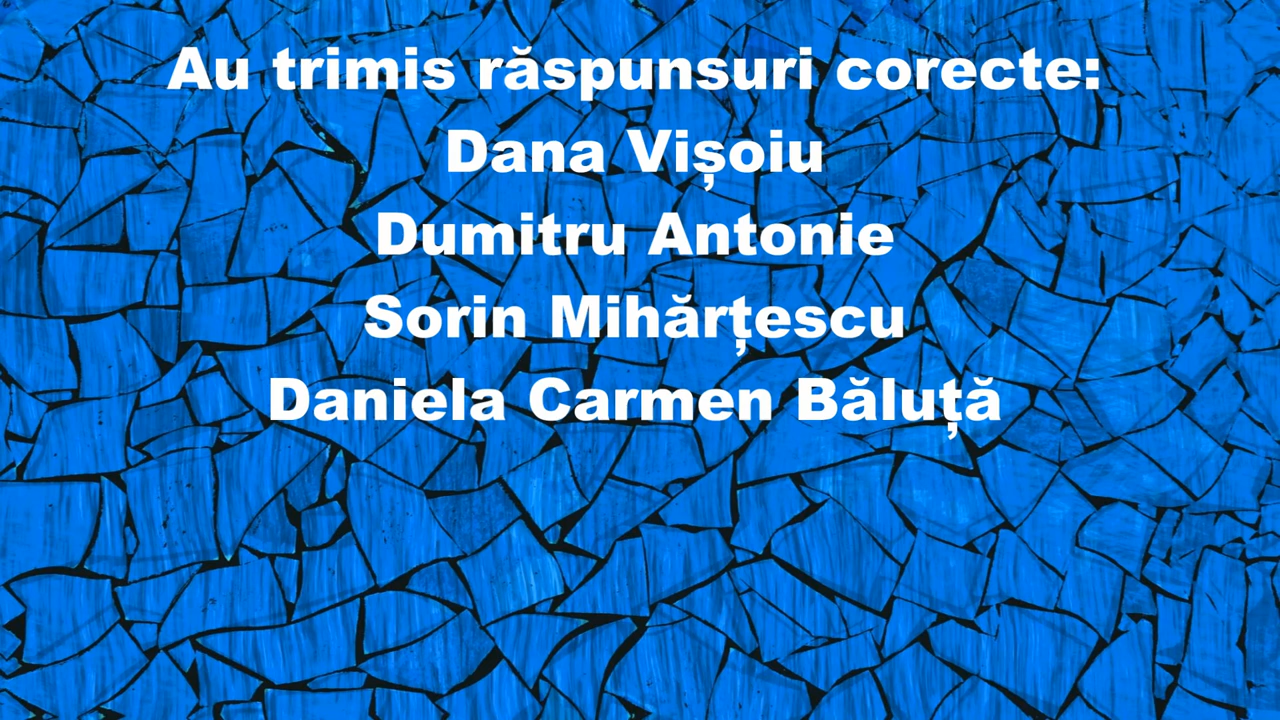 Au trimis răspunsuri corecte:
Dana Vișoiu
Dumitru Antonie
Sorin Mihărțescu
Daniela Carmen Băluță